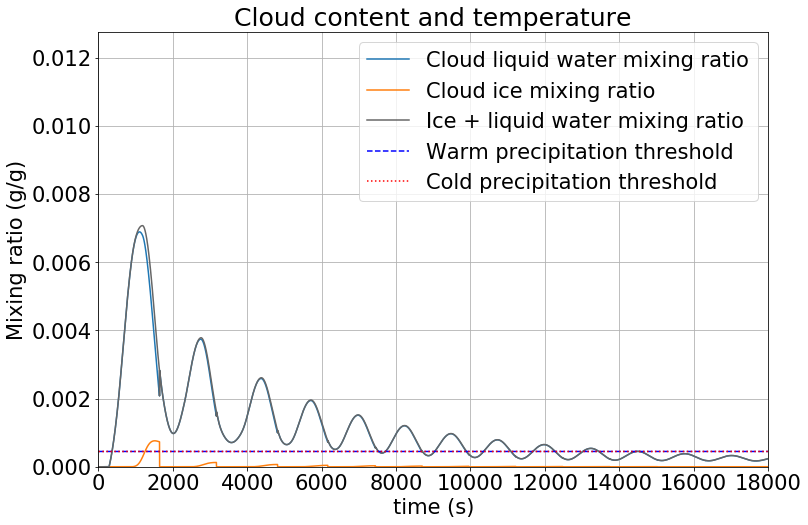 Cloud content and temperature
0.012
0.010
0.008
0.006
0.004
0.002
0.000
Mixing ratio (g/g)
Cloud liquid water mixing ratio
Cloud ice mixing ratio
Ice + liquid water mixing ratio
Warm precipitation threshold
Cold precipitation threshold
0 2000 4000 6000 8000 10000 12000 14000 16000 18000
time (s)